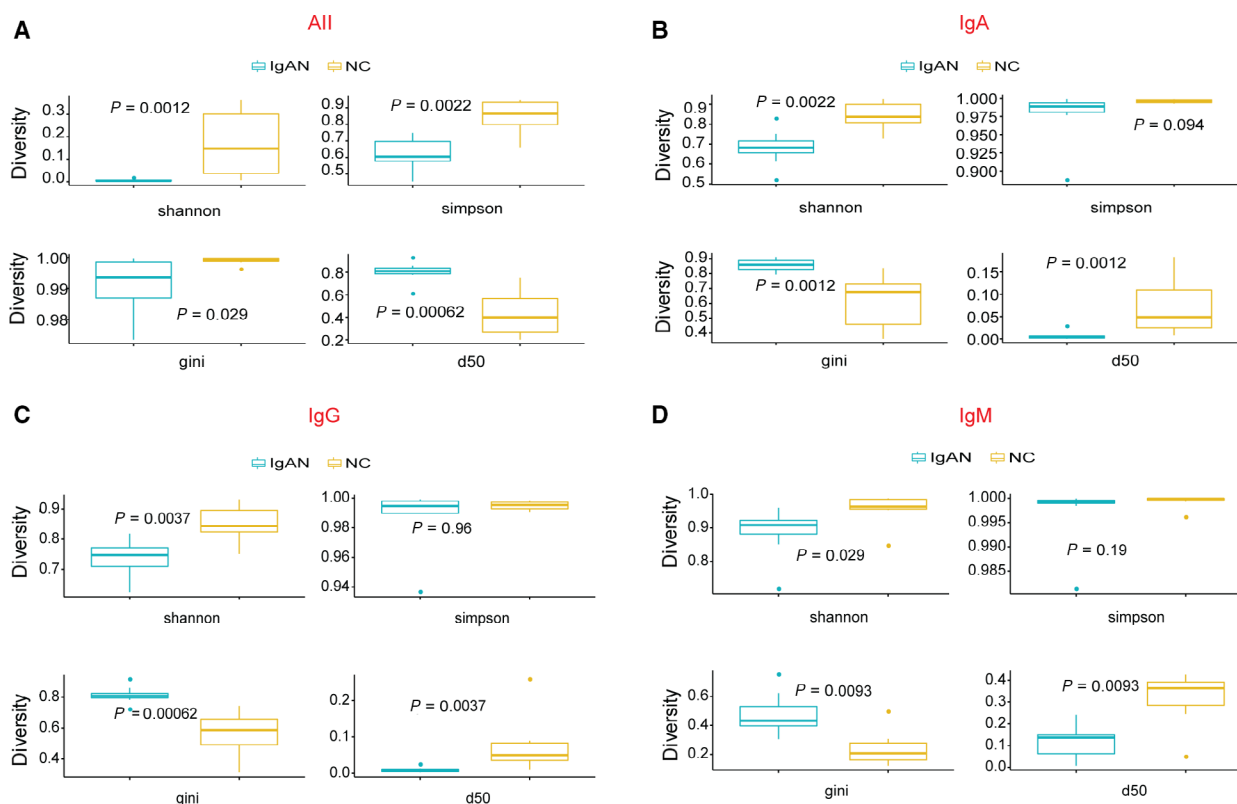 A
All
IgAN NC
Diversity
0.3
0.2
0.1
0.0
P = 0.0012
shannon
0.9
0.8
0.7
0.6
0.5
P = 0.0022
simpson
Diversity
1.00
0.99
0.98
P = 0.029
gini
0.8
0.6
0.4
0.2
P = 0.00062
d50
B
IgA
IgAN NC
Diversity
0.9
0.8
0.7
0.6
0.5
P = 0.0022
shannon
1.000
0.975
0.950
0.925
0.900
P = 0.094
simpson
Diversity
0.9
0.8
0.7
0.6
0.5
0.4
P = 0.0012
gini
0.15
0.10
0.05
0.00
P = 0.0012
d50
C
IgG
IgAN NC
Diversity
0.9
0.8
0.7
P = 0.0037
shannon
1.00
0.98
0.96
0.94
P = 0.96
simpson
Diversity
0.8
0.6
0.4
P = 0.00062
gini
0.2
0.1
0.0
P = 0.0037
d50
D
IgM
IgAN NC
Diversity
1.0
0.9
0.8
P = 0.029
shannon
1.000
0.995
0.990
0.985
P = 0.19
simpson
Diversity
0.6
0.4
0.2
P = 0.0093
gini
0.4
0.3
0.2
0.1
0.0
P = 0.0093
d50